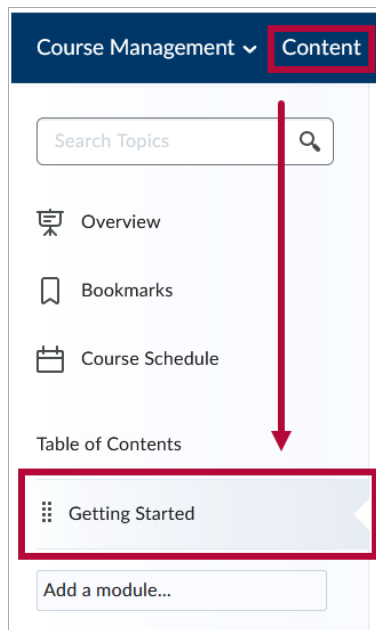 Course Management Content
Search Topics
Overview
Bookmarks
Course Schedule
Table of Contents
Getting Started
Add a module...